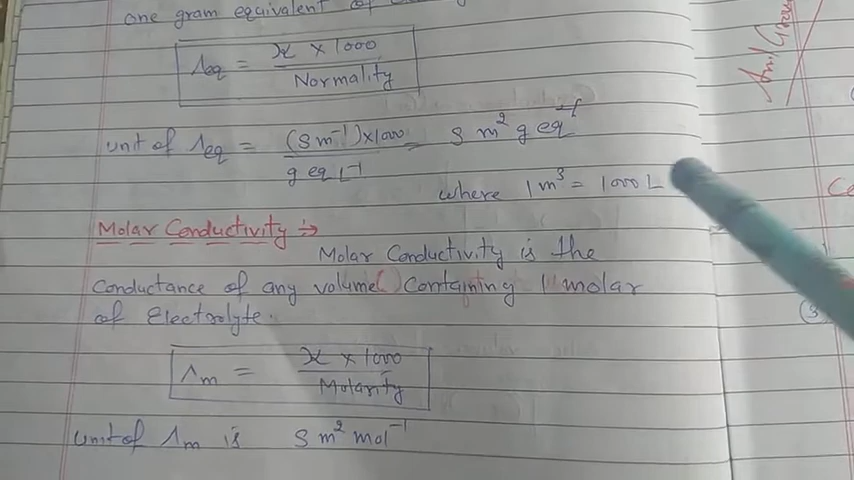 one gram equivalent of
Λeq = ϰ × 1000 / Normality
unit of Λeq = (S m⁻¹) × 1000 / g eq L⁻¹ = S m² g eq⁻¹
where 1 m³ = 1000 L
Molar Conductivity :→
Molar Conductivity is the
Conductance of any volume Containing 1 molar
of Electrolyte.
Λm = ϰ × 1000 / Molarity
unit of Λm is S m² mol⁻¹
(3